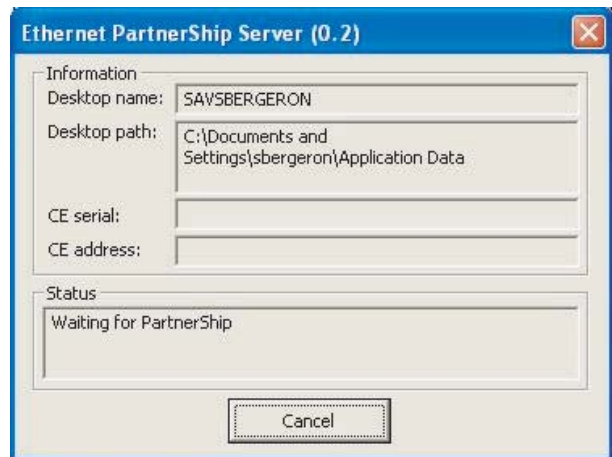 Ethernet PartnerShip Server (0.2)
Information
Desktop name: SAVSBERGERON
Desktop path: C:\Documents and
Settings\sbergeron\Application Data
CE serial:
CE address:
Status
Waiting for PartnerShip
Cancel